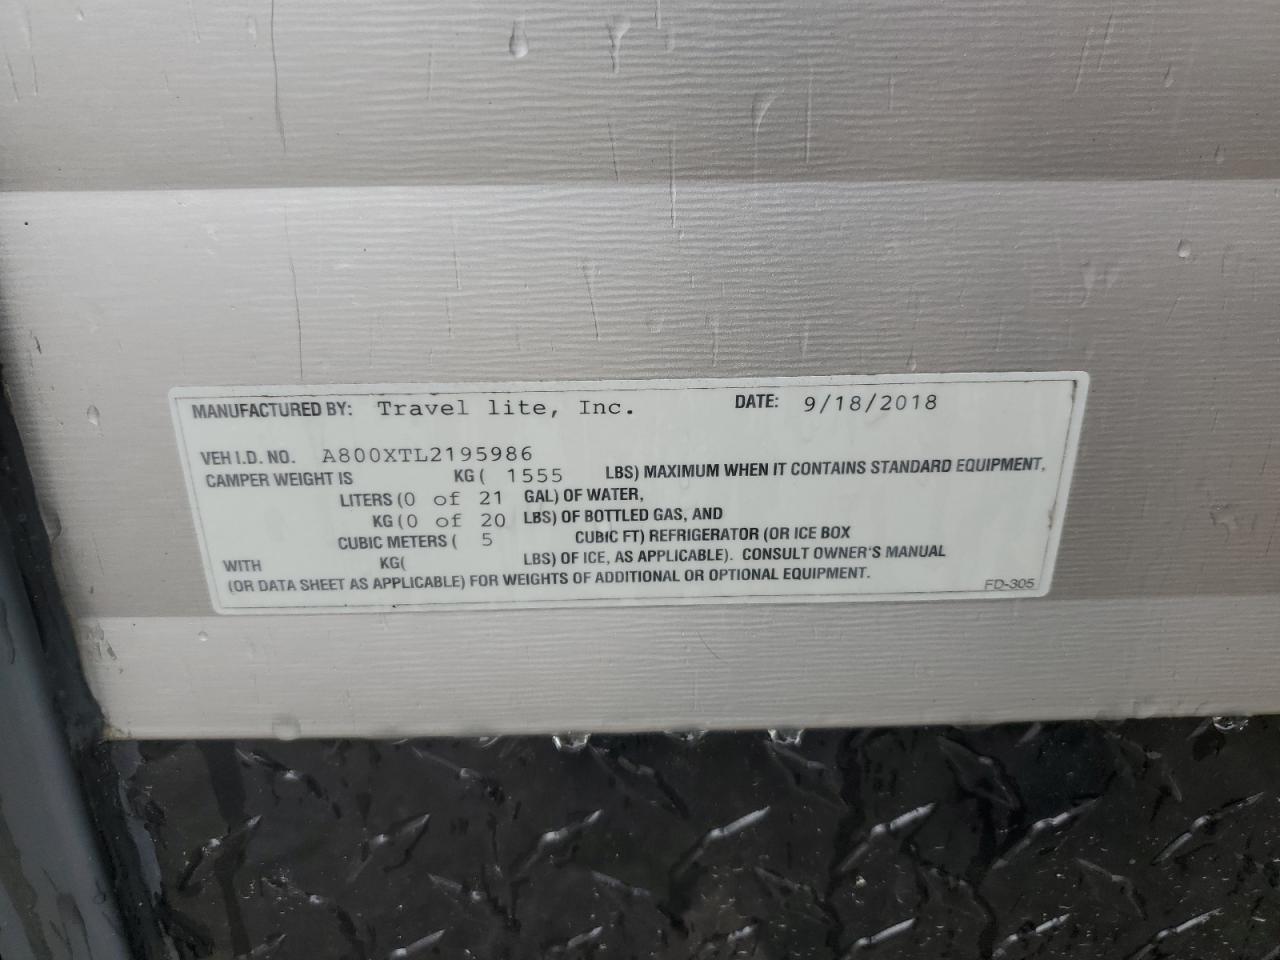 MANUFACTURED BY: Travel lite, Inc. DATE: 9/18/2018
VEH I.D. NO. A800XTL2195986
CAMPER WEIGHT IS KG ( 1555 LBS) MAXIMUM WHEN IT CONTAINS STANDARD EQUIPMENT,
LITERS (0 of 21 GAL) OF WATER,
KG (0 of 20 LBS) OF BOTTLED GAS, AND
CUBIC METERS ( 5 CUBIC FT) REFRIGERATOR (OR ICE BOX
WITH KG( LBS) OF ICE, AS APPLICABLE). CONSULT OWNER'S MANUAL
(OR DATA SHEET AS APPLICABLE) FOR WEIGHTS OF ADDITIONAL OR OPTIONAL EQUIPMENT.
FD-305